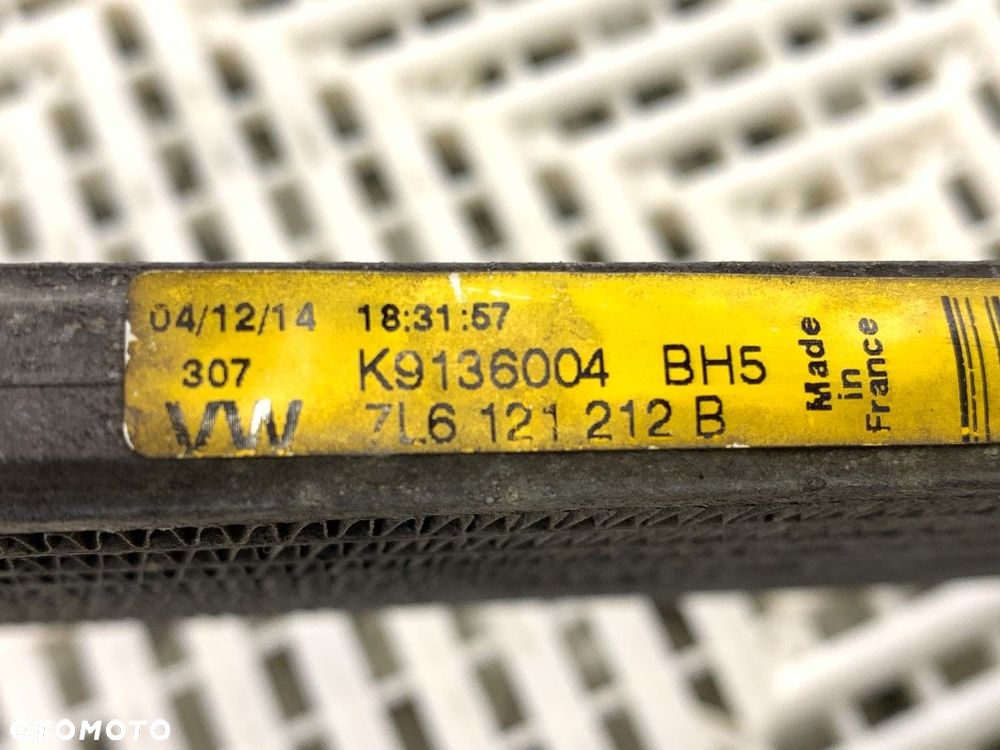 04/12/14 18:31:57
307 K9136004 BH5
VW 7L6 121 212 B
Made
in
France
OTOMOTO